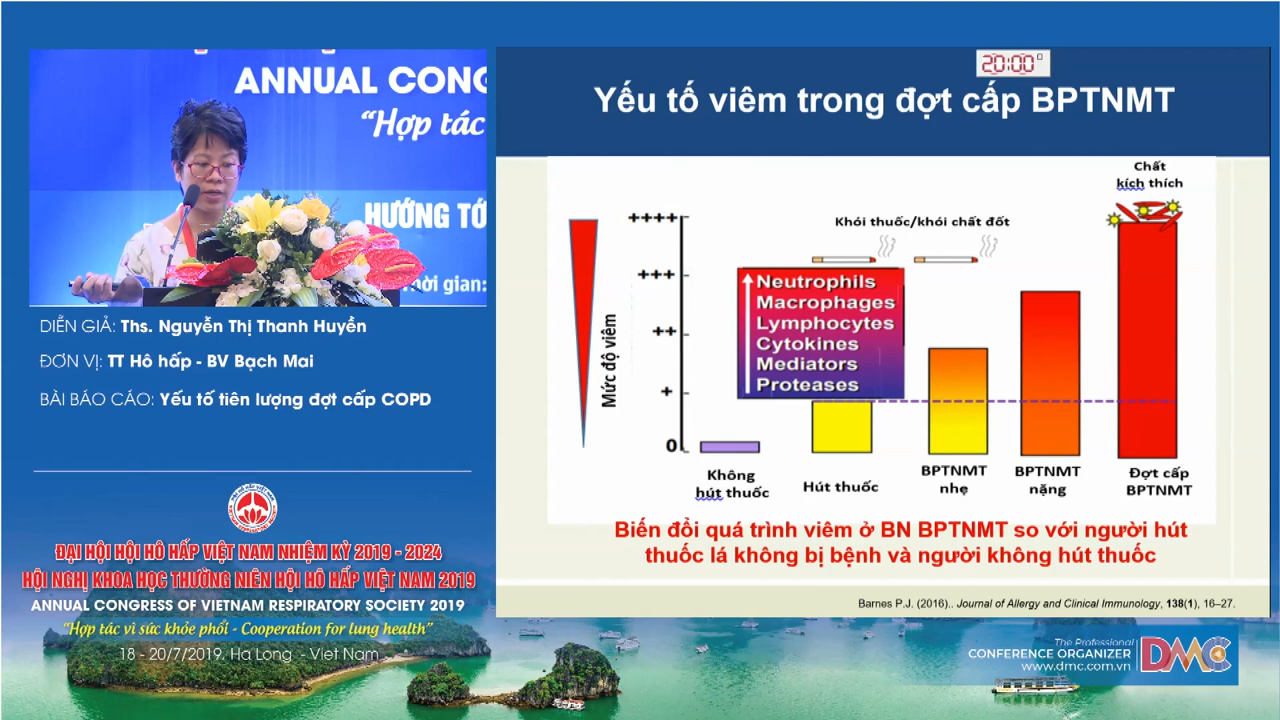 ANNUAL CONG
“Hợp tác
HƯỚNG TỚ
hời gian:
DIỄN GIẢ: Ths. Nguyễn Thị Thanh Huyền
ĐƠN VỊ: TT Hô hấp - BV Bạch Mai
BÀI BÁO CÁO: Yếu tố tiên lượng đợt cấp COPD
ĐẠI HỘI HỘI HÔ HẤP VIỆT NAM NHIỆM KỲ 2019 - 2024
HỘI NGHỊ KHOA HỌC THƯỜNG NIÊN HỘI HÔ HẤP VIỆT NAM 2019
ANNUAL CONGRESS OF VIETNAM RESPIRATORY SOCIETY 2019
“Hợp tác vì sức khỏe phổi - Cooperation for lung health”
18 - 20/7/2019. Ha Long - Viet Nam
20:00
Yếu tố viêm trong đợt cấp BPTNMT
Chất
kích thích
Khói thuốc/khói chất đốt
++++
+++
++
+
0
Mức độ viêm
Neutrophils
Macrophages
Lymphocytes
Cytokines
Mediators
Proteases
Không
hút thuốc
Hút thuốc
BPTNMT
nhẹ
BPTNMT
nặng
Đợt cấp
BPTNMT
Biến đổi quá trình viêm ở BN BPTNMT so với người hút
thuốc lá không bị bệnh và người không hút thuốc
Barnes P.J. (2016).. Journal of Allergy and Clinical Immunology, 138(1), 16–27.
The Professional
CONFERENCE ORGANIZER
www.dmc.com.vn
DMC